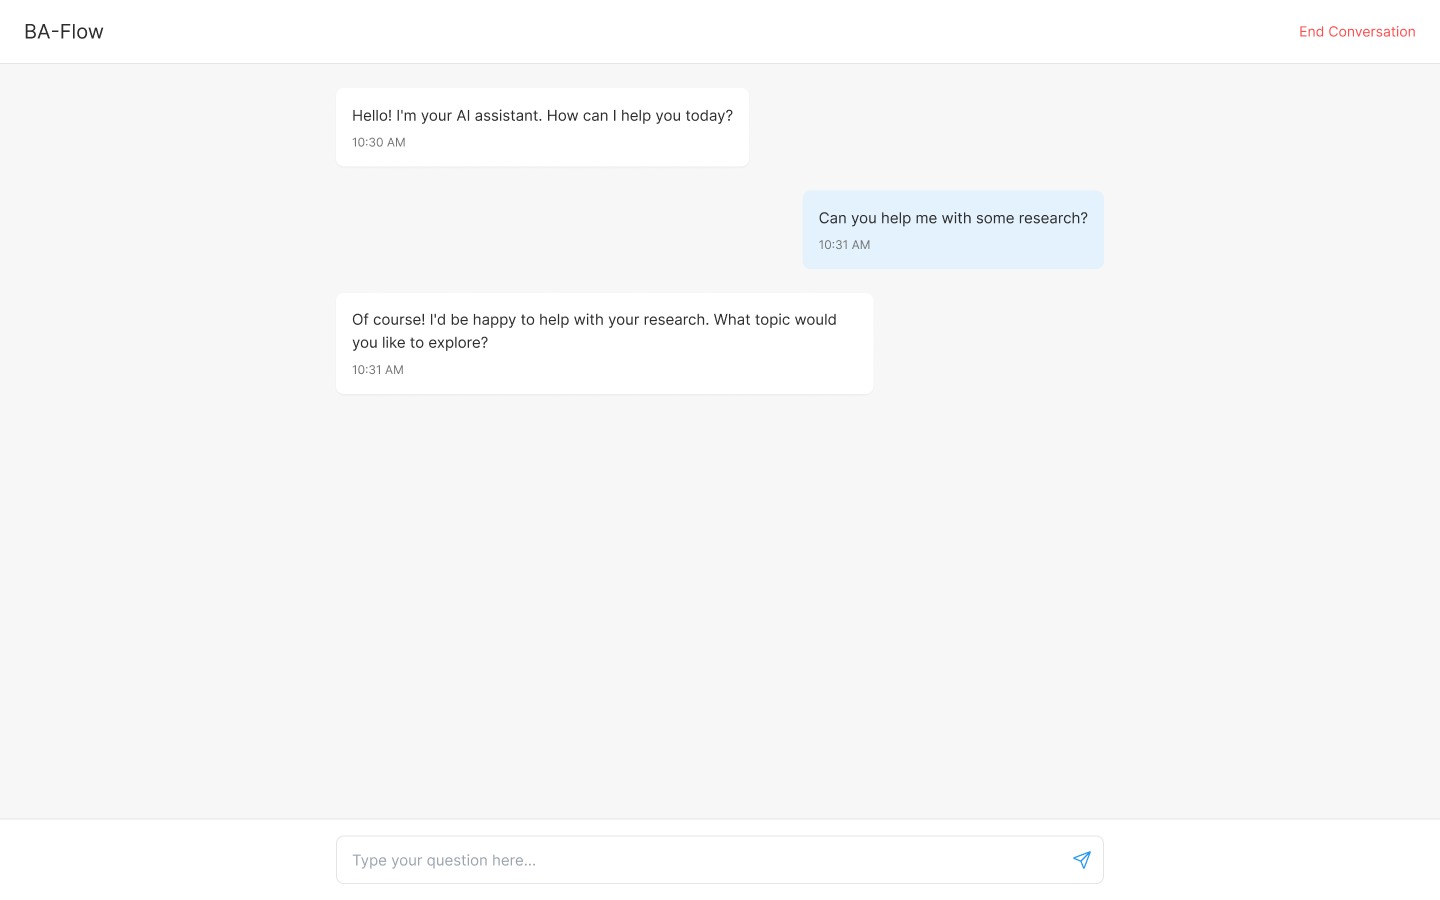 BA-Flow
End Conversation
Hello! I'm your AI assistant. How can I help you today?
10:30 AM
Can you help me with some research?
10:31 AM
Of course! I'd be happy to help with your research. What topic would
you like to explore?
10:31 AM
Type your question here...